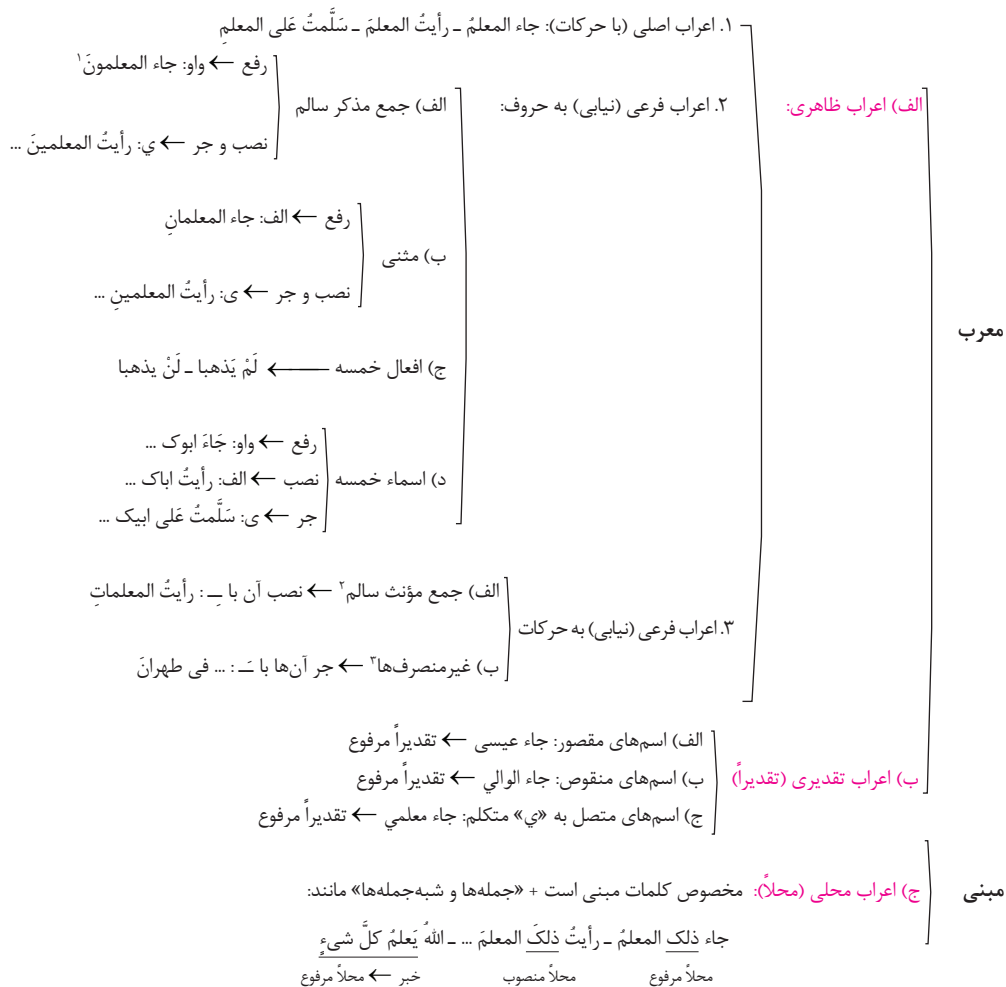 ۱. اعراب اصلی (با حرکات): جاء المعلمُ ـ رأیتُ المعلمَ ـ سَلَّمتُ عَلی المعلمِ
رفع ← واو: جاء المعلمونَ۱
الف) اعراب ظاهری:
۲. اعراب فرعی (نیابی) به حروف:
الف) جمع مذکر سالم
نصب و جر ← ي: رأیتُ المعلمینَ ...
رفع ← الف: جاء المعلمانِ
ب) مثنی
نصب و جر ← ی: رأیتُ المعلمینِ ...
معرب
ج) افعال خمسه ← لَمْ یَذهبا ـ لَنْ یذهبا
رفع ← واو: جَاءَ ابوک ...
د) اسماء خمسه
نصب ← الف: رأیتُ اباک ...
جر ← ی: سَلَّمتُ عَلی ابیک ...
الف) جمع مؤنث سالم۲ ← نصب آن با ـِـ : رأیتُ المعلماتِ
۳. اعراب فرعی (نیابی) به حرکات
ب) غیرمنصرف‌ها۳ ← جر آن‌ها با ـَـ : ... فی طهرانَ
الف) اسم‌های مقصور: جاء عیسی ← تقدیراً مرفوع
ب) اعراب تقدیری (تقدیراً)
ب) اسم‌های منقوص: جاء الوالي ← تقدیراً مرفوع
ج) اسم‌های متصل به «ي» متکلم: جاء معلمي ← تقدیراً مرفوع
مبنی
ج) اعراب محلی (محلاً): مخصوص کلمات مبنی است + «جمله‌ها و شبه‌جمله‌ها» مانند:
جاء ذلک المعلمُ ـ رأیتُ ذلکَ المعلمَ ... ـ اللهُ یَعلمُ کلَّ شیءٍ
محلاً مرفوع محلاً منصوب خبر ← محلاً مرفوع